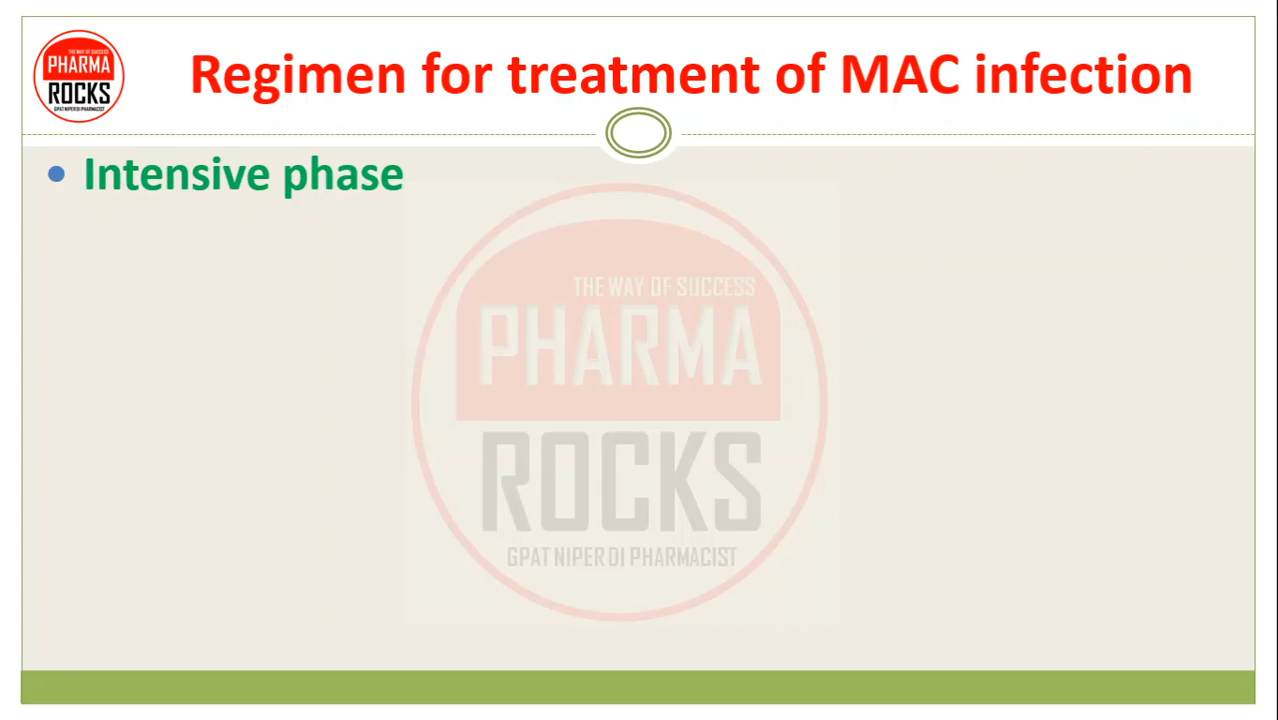 THE WAY OF SUCCESS
PHARMA
ROCKS
GPAT NIPER DI PHARMACIST
Regimen for treatment of MAC infection
• Intensive phase
THE WAY OF SUCCESS
PHARMA
ROCKS
GPAT NIPER DI PHARMACIST